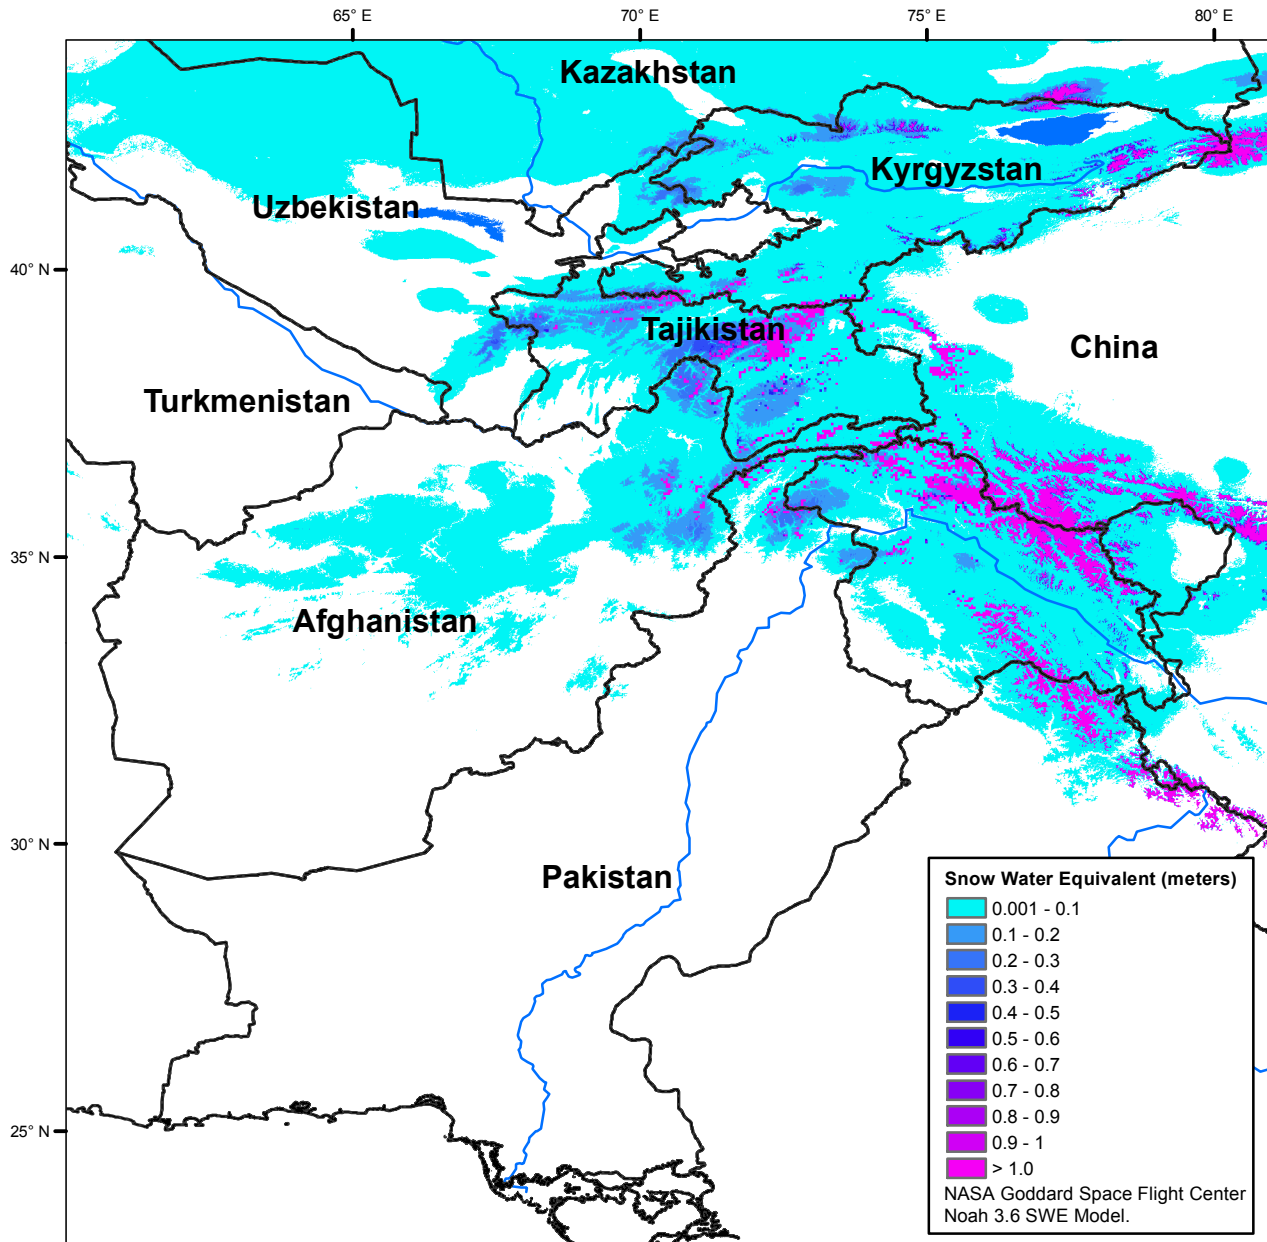 65° E
70° E
75° E
80° E
Kazakhstan
Kyrgyzstan
Uzbekistan
40° N
Tajikistan
China
Turkmenistan
35° N
Afghanistan
30° N
Pakistan
25° N
Snow Water Equivalent (meters)
0.001 - 0.1
0.1 - 0.2
0.2 - 0.3
0.3 - 0.4
0.4 - 0.5
0.5 - 0.6
0.6 - 0.7
0.7 - 0.8
0.8 - 0.9
0.9 - 1
> 1.0
NASA Goddard Space Flight Center
Noah 3.6 SWE Model.